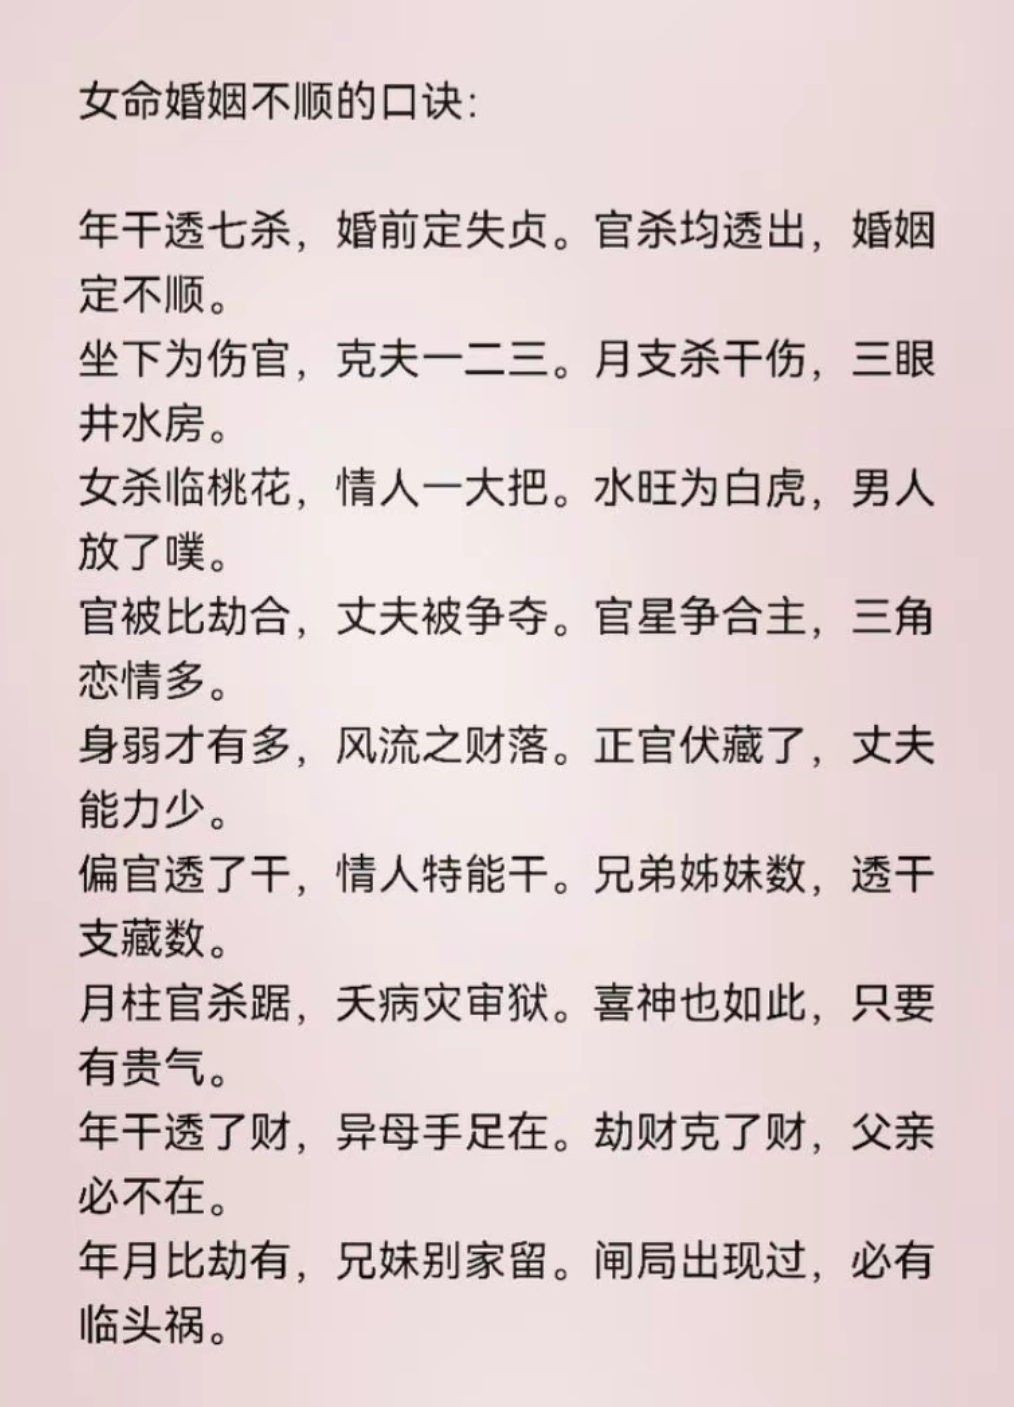 女命婚姻不顺的口诀:
年干透七杀，婚前定失贞。官杀均透出，婚姻
定不顺。
坐下为伤官，克夫一二三。月支杀干伤，三眼
井水房。
女杀临桃花，情人一大把。水旺为白虎，男人
放了噗。
官被比劫合，丈夫被争夺。官星争合主，三角
恋情多。
身弱才有多，风流之财落。正官伏藏了，丈夫
能力少。
偏官透了干，情人特能干。兄弟姊妹数，透干
支藏数。
月柱官杀踞，夭病灾审狱。喜神也如此，只要
有贵气。
年干透了财，异母手足在。劫财克了财，父亲
必不在。
年月比劫有，兄妹别家留。闸局出现过，必有
临头祸。